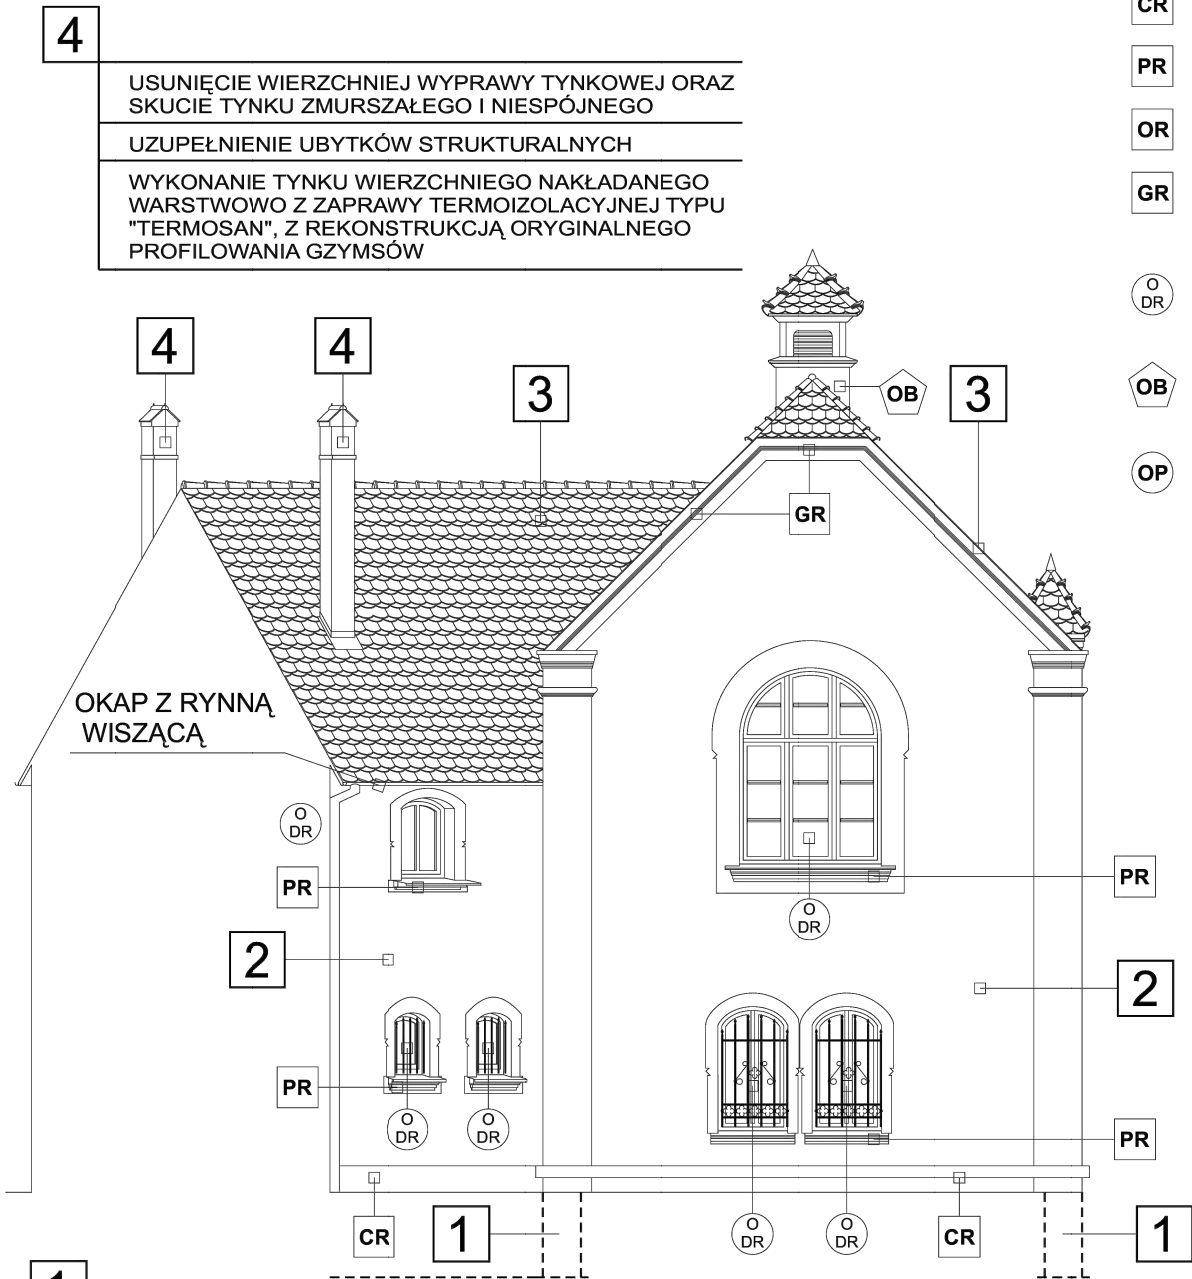 4
USUNIĘCIE WIERZCHNIEJ WYPRAWY TYNKOWEJ ORAZ
SKUCIE TYNKU ZMURSZAŁEGO I NIESPÓJNEGO
UZUPEŁNIENIE UBYTKÓW STRUKTURALNYCH
WYKONANIE TYNKU WIERZCHNIEGO NAKŁADANEGO
WARSTWOWO Z ZAPRAWY TERMOIZOLACYJNEJ TYPU
"TERMOSAN", Z REKONSTRUKCJĄ ORYGINALNEGO
PROFILOWANIA GZYMSÓW
CR
PR
OR
GR
O
DR
OB
OP
4
4
3
OB
3
GR
OKAP Z RYNNĄ
WISZĄCĄ
O
DR
PR
PR
O
DR
2
2
PR
O
DR
O
DR
PR
CR
1
O
DR
O
DR
CR
1